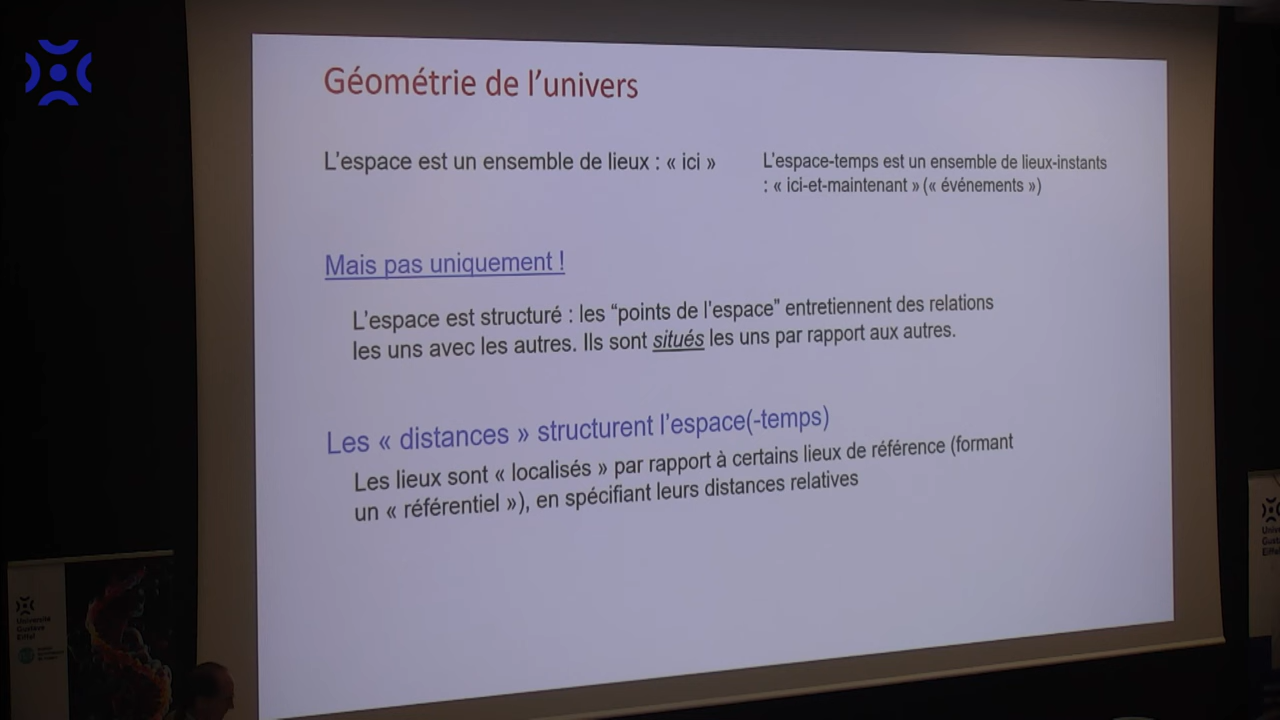 Géométrie de l'univers
L'espace est un ensemble de lieux : « ici »
L'espace-temps est un ensemble de lieux-instants
: « ici-et-maintenant » (« événements »)
Mais pas uniquement !
L'espace est structuré : les “points de l'espace" entretiennent des relations
les uns avec les autres. Ils sont situés les uns par rapport aux autres.
Les « distances » structurent l'espace(-temps)
Les lieux sont « localisés » par rapport à certains lieux de référence (formant
un « référentiel »), en spécifiant leurs distances relatives
Université
Gustave
Eiffel